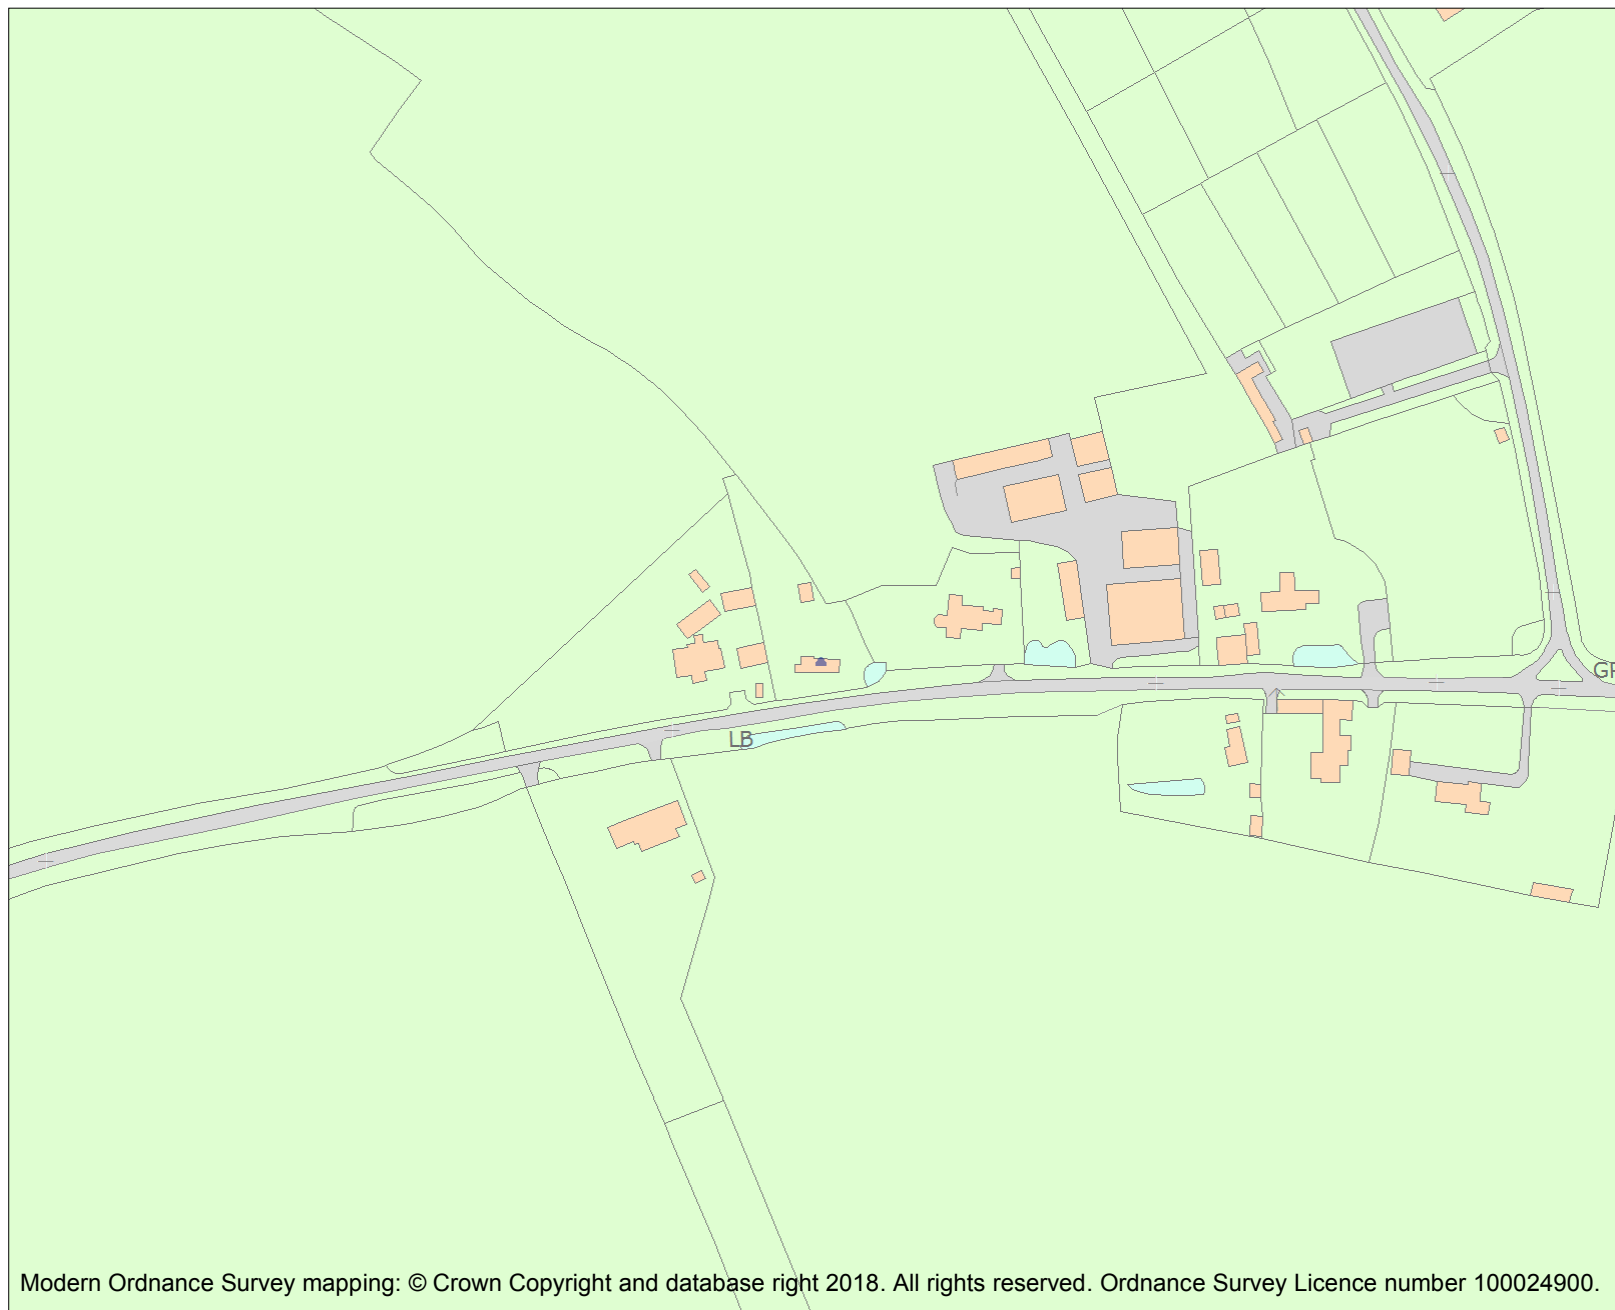 GP
LB
Modern Ordnance Survey mapping: © Crown Copyright and database right 2018. All rights reserved. Ordnance Survey Licence number 100024900.